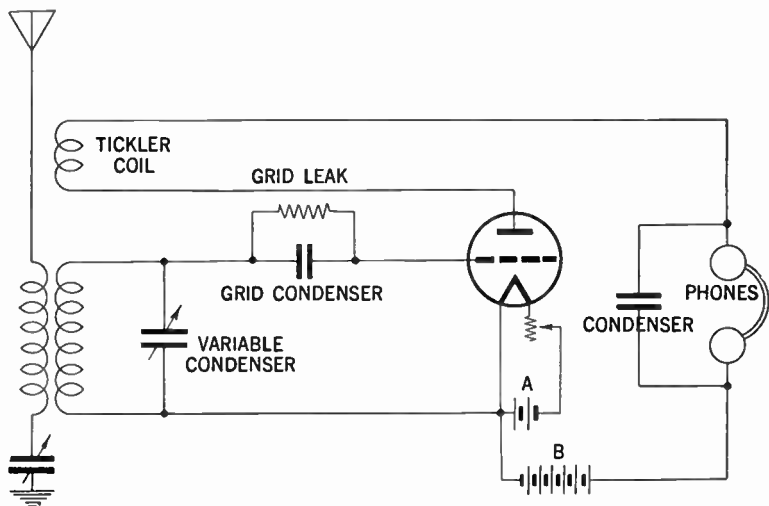 TICKLER
COIL
GRID LEAK
GRID CONDENSER
VARIABLE
CONDENSER
CONDENSER
PHONES
A
B